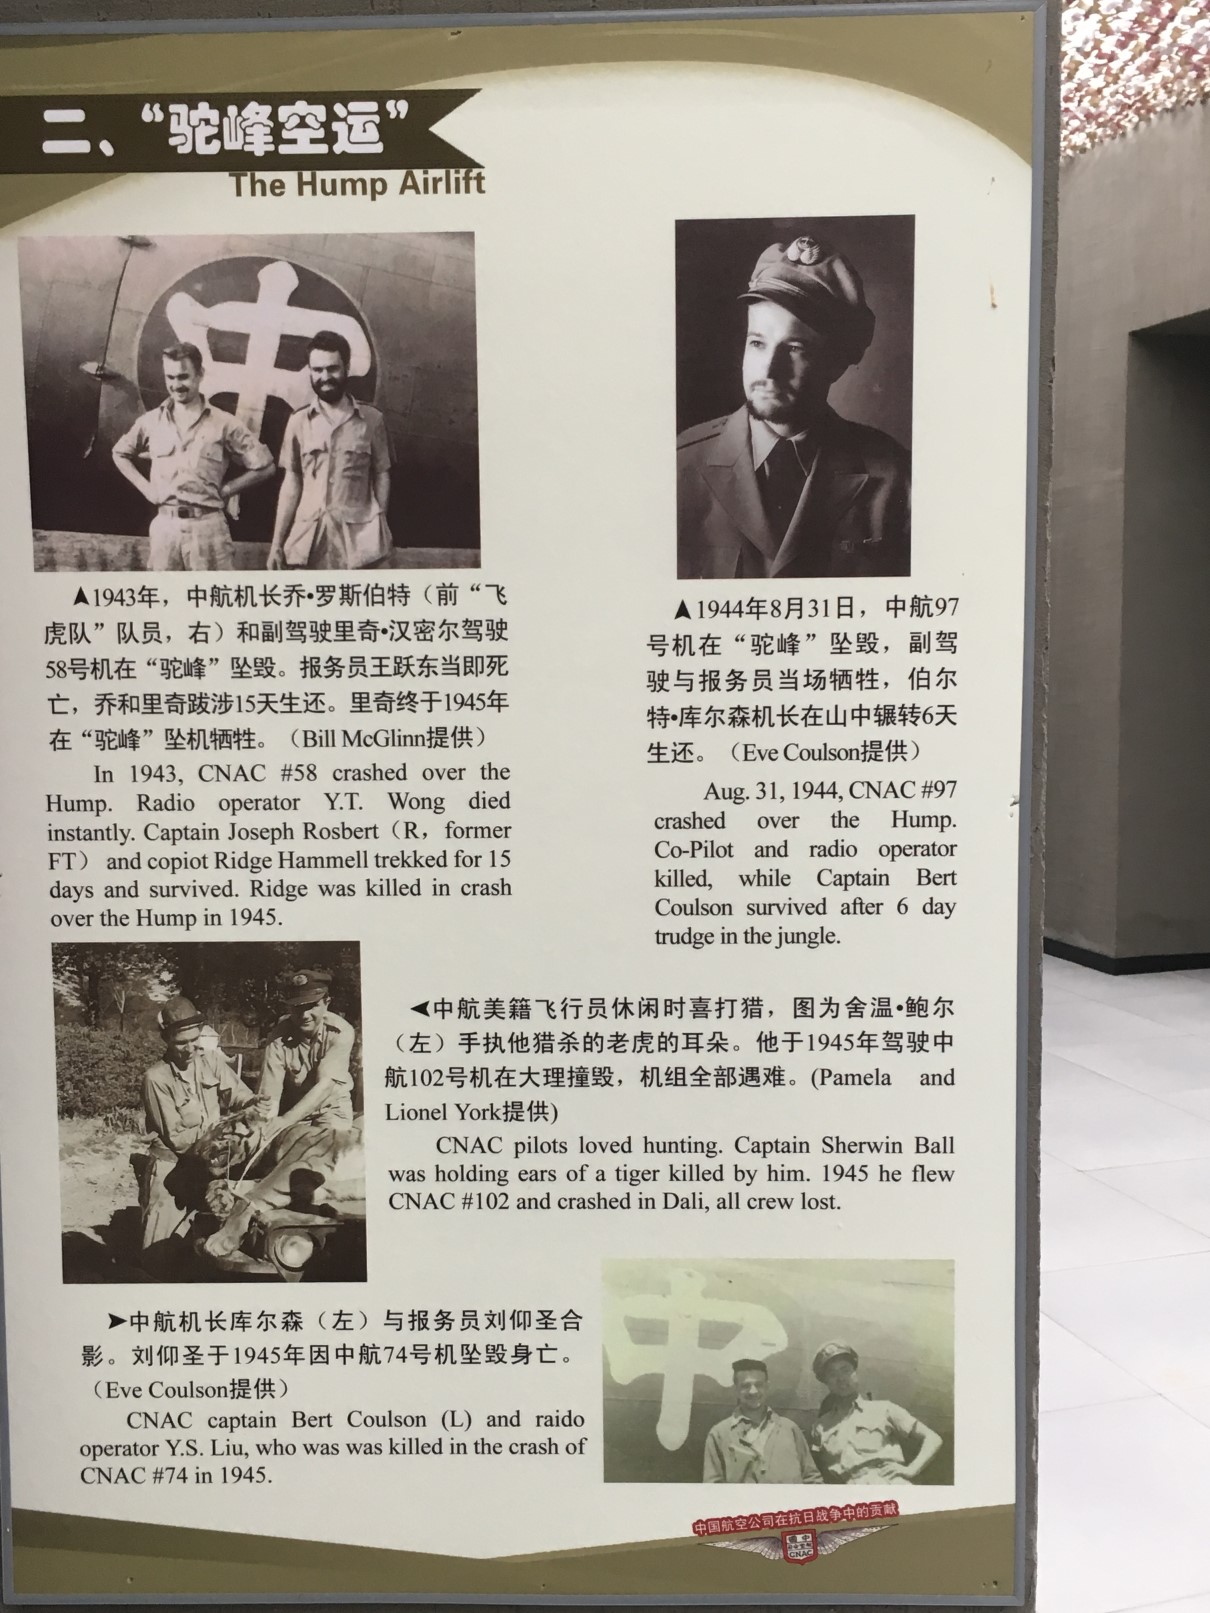 二、“驼峰空运”
The Hump Airlift
▲1943年，中航机长乔•罗斯伯特（前“飞
虎队”队员，右）和副驾驶里奇•汉密尔驾驶
58号机在“驼峰”坠毁。报务员王跃东当即死
亡，乔和里奇跋涉15天生还。里奇终于1945年
在“驼峰”坠机牺牲。（Bill McGlinn提供）
In 1943, CNAC #58 crashed over the
Hump. Radio operator Y.T. Wong died
instantly. Captain Joseph Rosbert（R，former
FT） and copiot Ridge Hammell trekked for 15
days and survived. Ridge was killed in crash
over the Hump in 1945.
▲1944年8月31日，中航97
号机在“驼峰”坠毁，副驾
驶与报务员当场牺牲，伯尔
特•库尔森机长在山中辗转6天
生还。（Eve Coulson提供）
Aug. 31, 1944, CNAC #97
crashed over the Hump.
Co-Pilot and radio operator
killed, while Captain Bert
Coulson survived after 6 day
trudge in the jungle.
◀中航美籍飞行员休闲时喜打猎，图为舍温•鲍尔
（左）手执他猎杀的老虎的耳朵。他于1945年驾驶中
航102号机在大理撞毁，机组全部遇难。(Pamela and
Lionel York提供)
CNAC pilots loved hunting. Captain Sherwin Ball
was holding ears of a tiger killed by him. 1945 he flew
CNAC #102 and crashed in Dali, all crew lost.
➤中航机长库尔森（左）与报务员刘仰圣合
影。刘仰圣于1945年因中航74号机坠毁身亡。
（Eve Coulson提供）
CNAC captain Bert Coulson (L) and raido
operator Y.S. Liu, who was was killed in the crash of
CNAC #74 in 1945.
中
中
中国航空公司在抗日战争中的贡献
CNAC